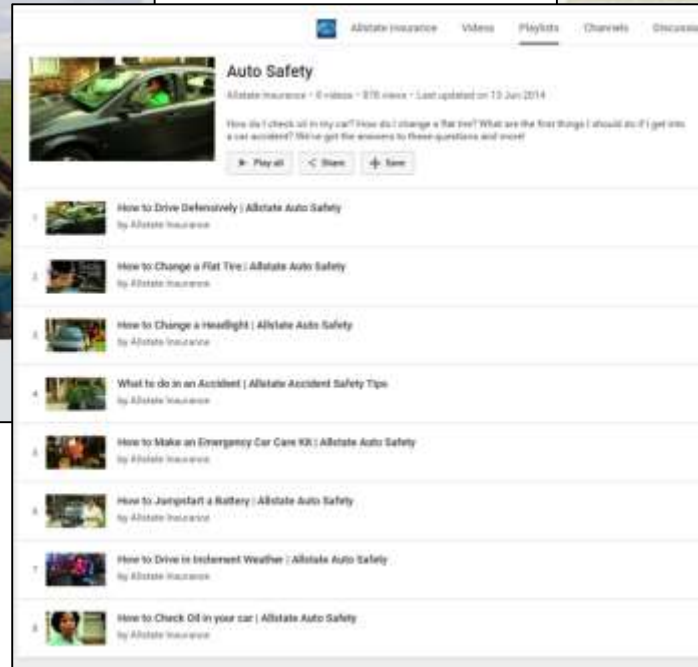 Allstate Insurance Videos Playlists Channels Discussion
Auto Safety
Allstate Insurance • 8 videos • 878 views • Last updated on 13 Jun 2014
How do I check oil in my car? How do I change a flat tire? What are the first things I should do if I get into
a car accident? We've got the answers to these questions and more!
Play all Share Save
1 How to Drive Defensively | Allstate Auto Safety
by Allstate Insurance
2 How to Change a Flat Tire | Allstate Auto Safety
by Allstate Insurance
3 How to Change a Headlight | Allstate Auto Safety
by Allstate Insurance
4 What to do in an Accident | Allstate Accident Safety Tips
by Allstate Insurance
5 How to Make an Emergency Car Care Kit | Allstate Auto Safety
by Allstate Insurance
6 How to Jumpstart a Battery | Allstate Auto Safety
by Allstate Insurance
7 How to Drive in Inclement Weather | Allstate Auto Safety
by Allstate Insurance
8 How to Check Oil in your car | Allstate Auto Safety
by Allstate Insurance